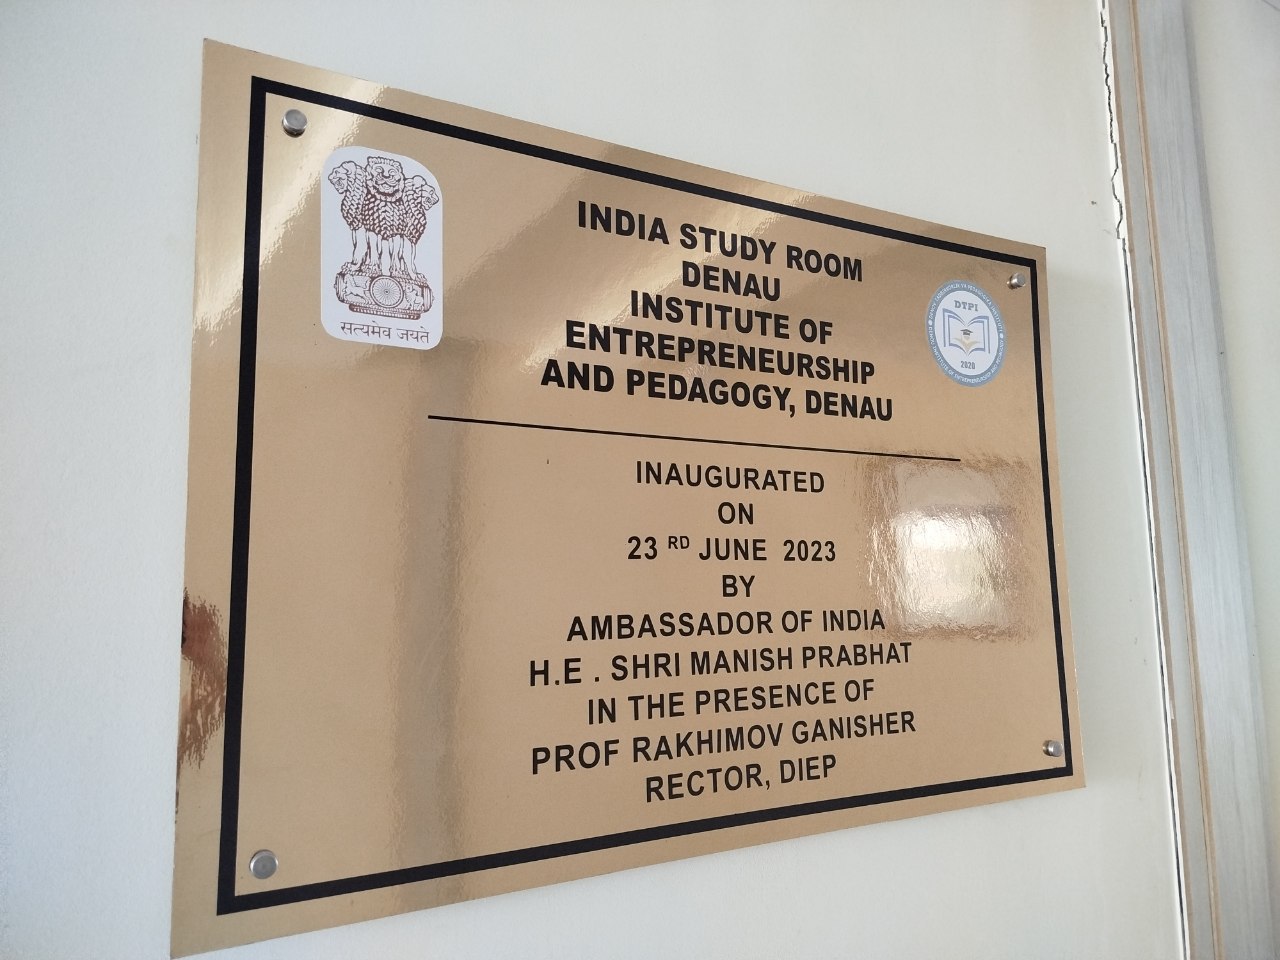 सत्यमेव जयते
INDIA STUDY ROOM
DENAU
INSTITUTE OF
ENTREPRENEURSHIP
AND PEDAGOGY, DENAU
DTPI
2020
INAUGURATED
ON
23 RD JUNE 2023
BY
AMBASSADOR OF INDIA
H.E . SHRI MANISH PRABHAT
IN THE PRESENCE OF
PROF RAKHIMOV GANISHER
RECTOR, DIEP